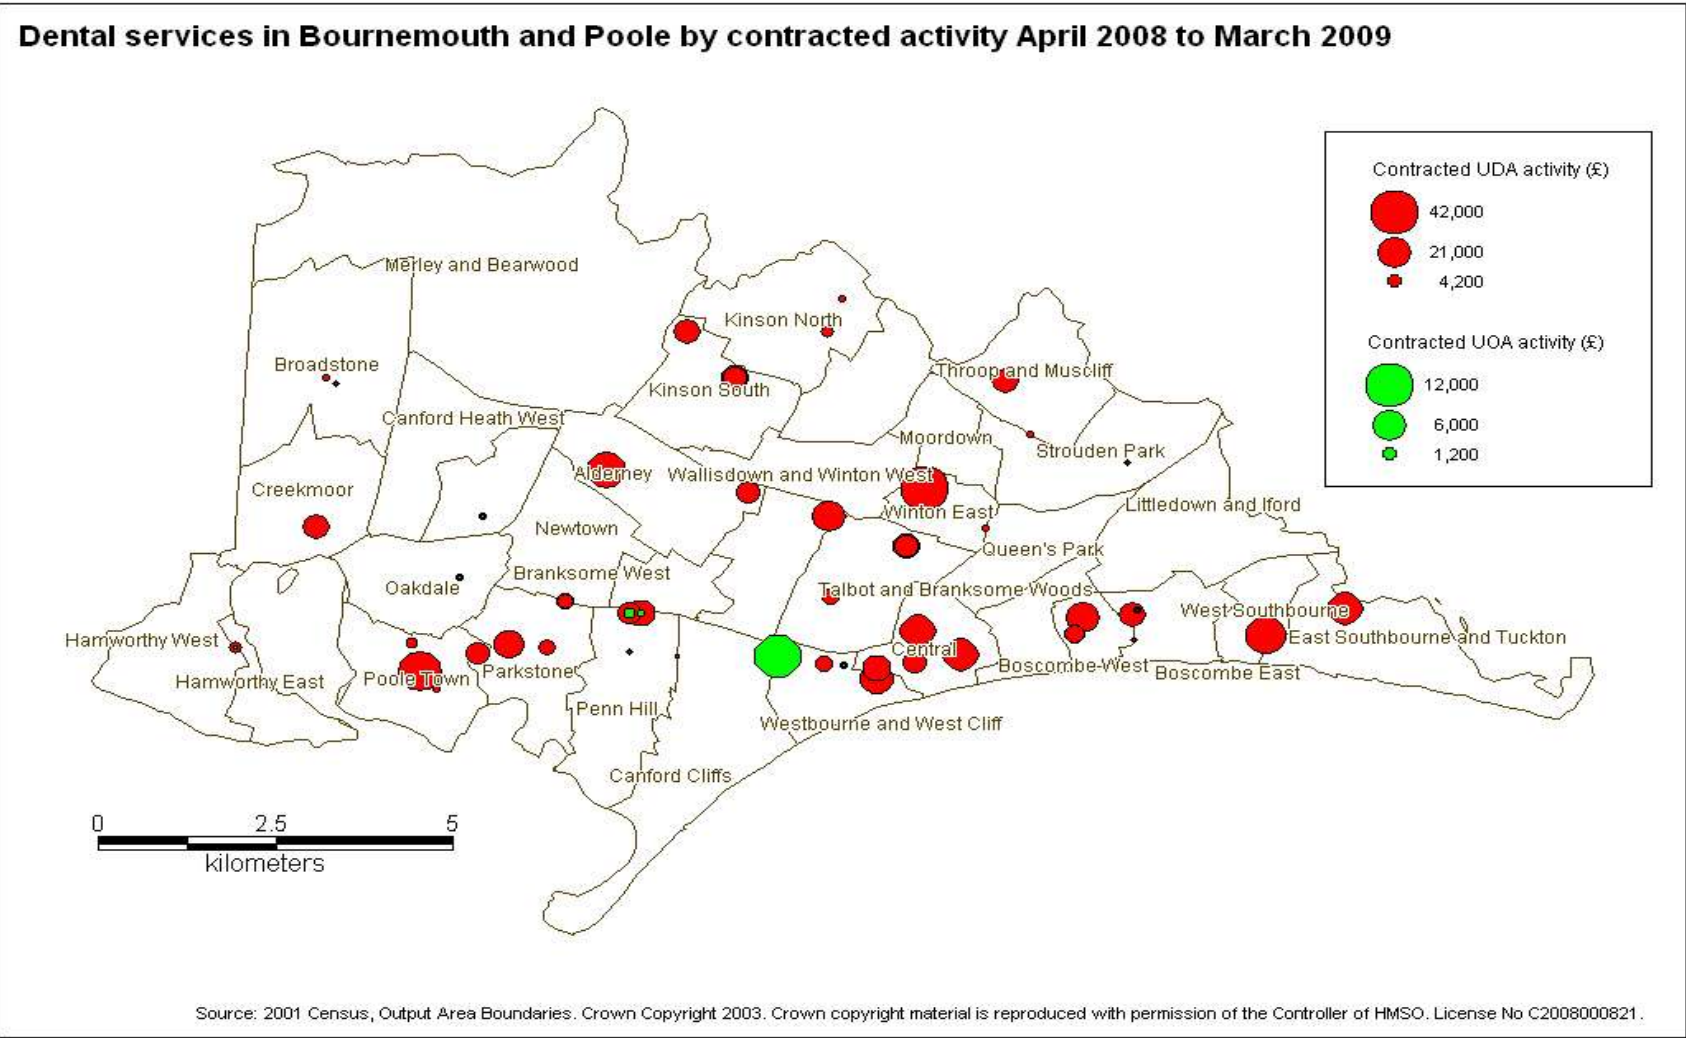 Dental services in Bournemouth and Poole by contracted activity April 2008 to March 2009
Contracted UDA activity (£)
42,000
21,000
4,200
Contracted UOA activity (£)
12,000
6,000
1,200
Merley and Bearwood
Kinson North
Broadstone
Throop and Muscliff
Kinson South
Canford Heath West
Moordown
Strouden Park
Alderney
Wallisdown and Winton West
Creekmoor
Littledown and Iford
Winton East
Newtown
Queen's Park
Branksome West
Oakdale
Talbot and Branksome Woods
West Southbourne
Hamworthy West
East Southbourne and Tuckton
Central
Boscombe West
Parkstone
Boscombe East
Hamworthy East
Poole Town
Penn Hill
Westbourne and West Cliff
Canford Cliffs
0 2.5 5
kilometers
Source: 2001 Census, Output Area Boundaries. Crown Copyright 2003. Crown copyright material is reproduced with permission of the Controller of HMSO. License No C2008000821.